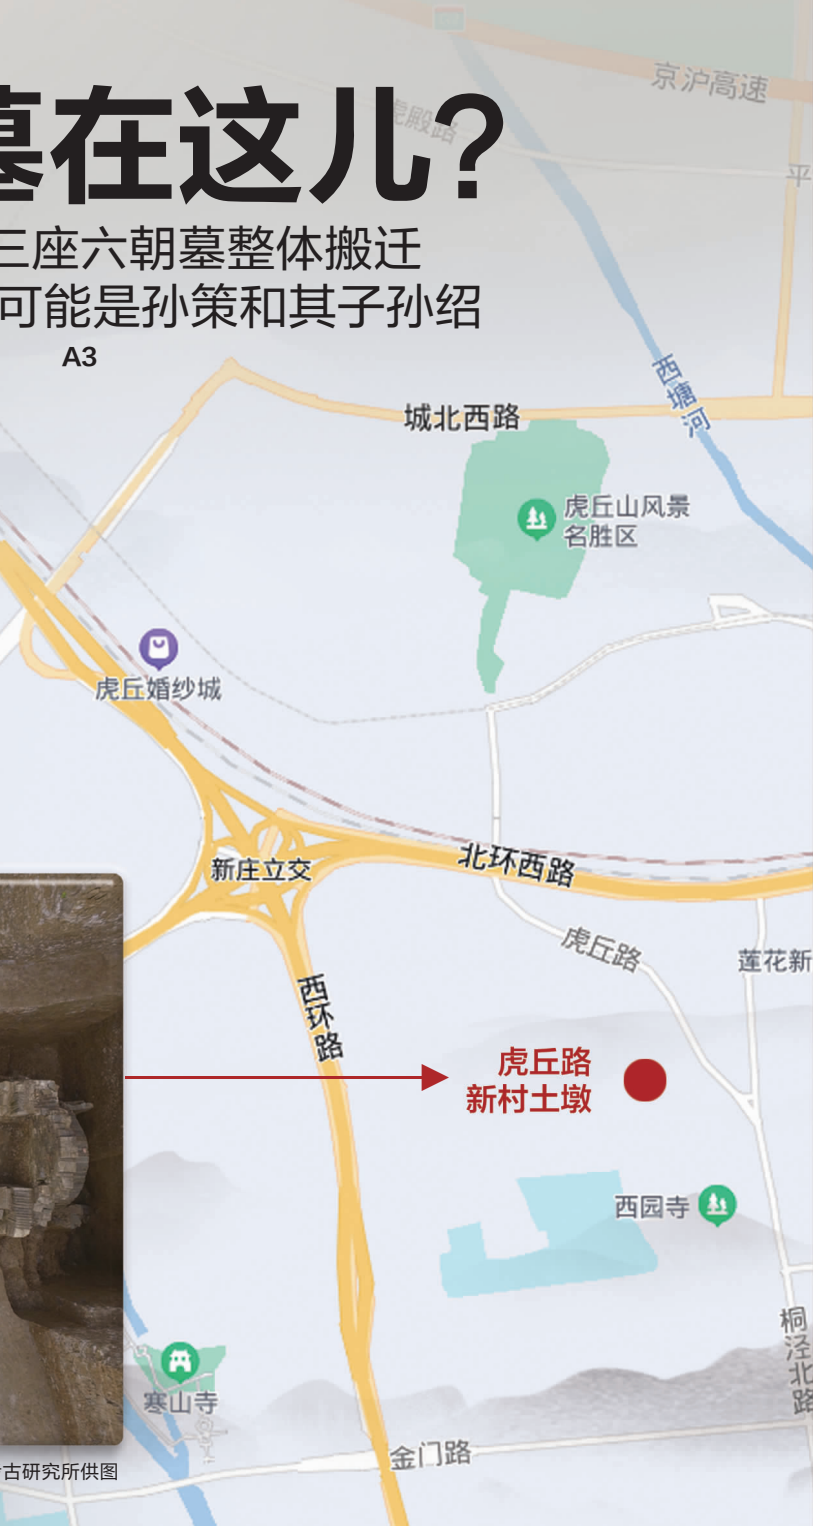 京沪高速
虎殿路
墓在这儿?
平
三座六朝墓整体搬迁
可能是孙策和其子孙绍
A3
西塘河
城北西路
虎丘山风景
名胜区
虎丘婚纱城
北环西路
新庄立交
虎丘路
莲花新
西环路
虎丘路
新村土墩
西园寺
桐泾北路
寒山寺
金门路
古研究所供图